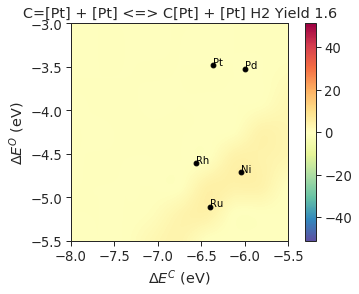 C=[Pt] + [Pt] <=> C[Pt] + [Pt] H2 Yield 1.6
−3.0
−3.5
−4.0
−4.5
−5.0
−5.5
ΔE^O (eV)
Pt
Pd
Rh
Ni
Ru
−8.0 −7.5 −7.0 −6.5 −6.0 −5.5
ΔE^C (eV)
40
20
0
−20
−40